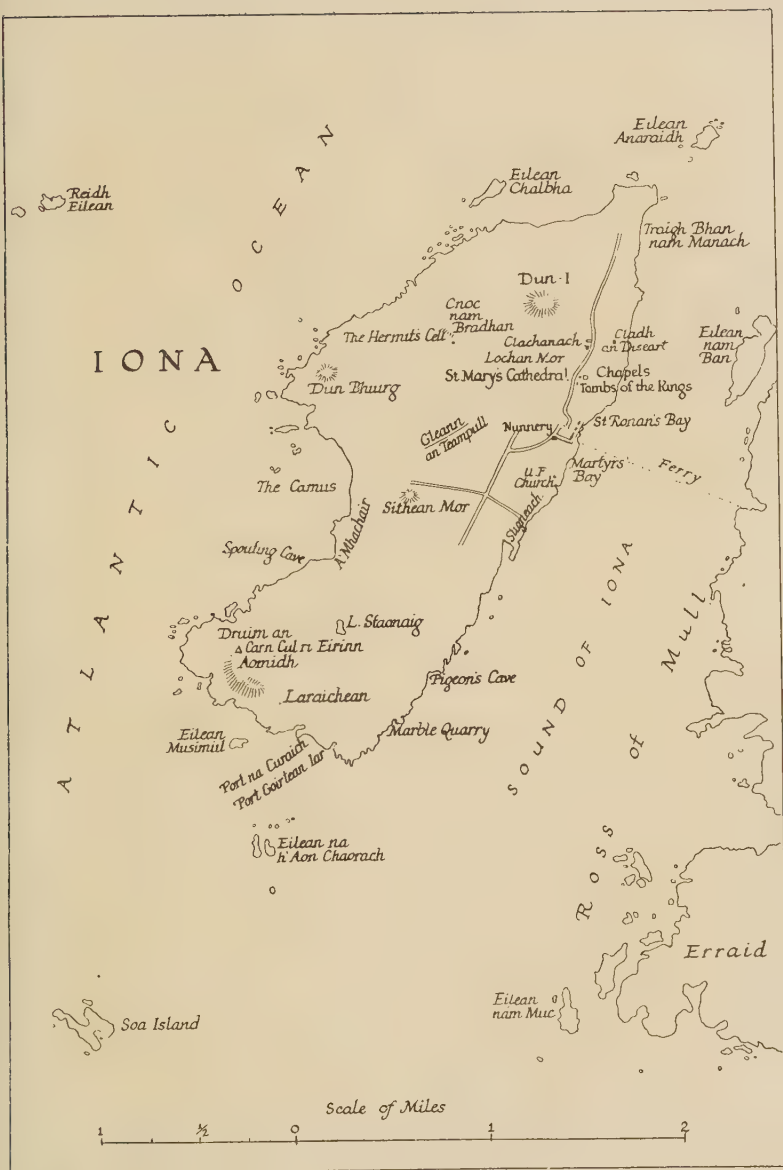 Eilean
Anaraidh
Reidh
Eilean
Eilean
Chalbha
Traigh Bhan
nam Manach
ATLANTIC OCEAN
Dun-I
Cnoc
nam
Bradhan
The Hermit's Cell
Clachanach
Cladh
an Diseart
Eilean
nam
Ban
Lochan Mor
IONA
St Mary's Cathedral
Chapels
Tombs of the Kings
Dun Bhuirg
Gleann
an Teampull
Nunnery
St Ronan's Bay
U.F.
Church
Martyrs'
Bay
Ferry
The Camus
Sithean Mor
Sligneach
A'Mhachair
Spouting Cave
SOUND OF IONA
Ross of Mull
L. Staonaig
Druim an
Carn Cul ri Eirinn
Aomidh
Laraichean
Pigeon's Cave
Marble Quarry
Eilean
Musimiul
Port na Curaich
Port Goirtean Iar
Eilean na
h'Aon Chaorach
Erraid
Eilean
nam Muc
Soa Island
Scale of Miles
1 ½ 0 1 2